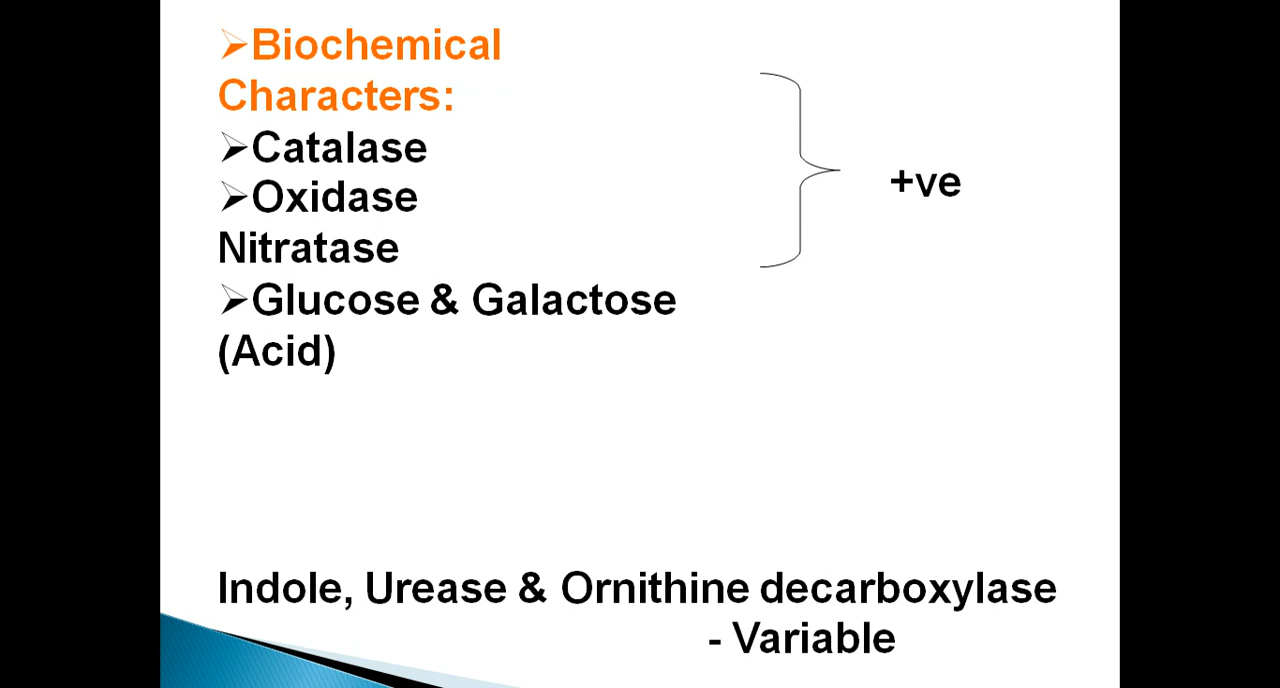 ➢Biochemical
Characters:
➢Catalase
➢Oxidase
Nitratase
+ve
➢Glucose & Galactose
(Acid)
Indole, Urease & Ornithine decarboxylase
- Variable